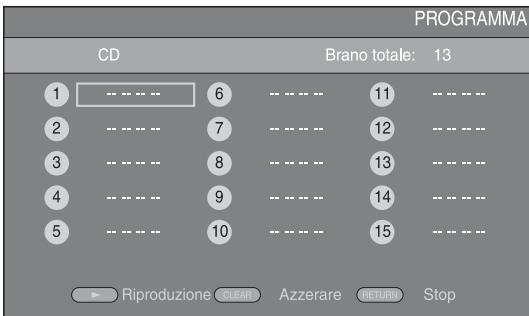 PROGRAMMA
CD Brano totale: 13
1 -- -- -- -- 6 -- -- -- -- 11 -- -- -- --
2 -- -- -- -- 7 -- -- -- -- 12 -- -- -- --
3 -- -- -- -- 8 -- -- -- -- 13 -- -- -- --
4 -- -- -- -- 9 -- -- -- -- 14 -- -- -- --
5 -- -- -- -- 10 -- -- -- -- 15 -- -- -- --
Riproduzione CLEAR Azzerare RETURN Stop